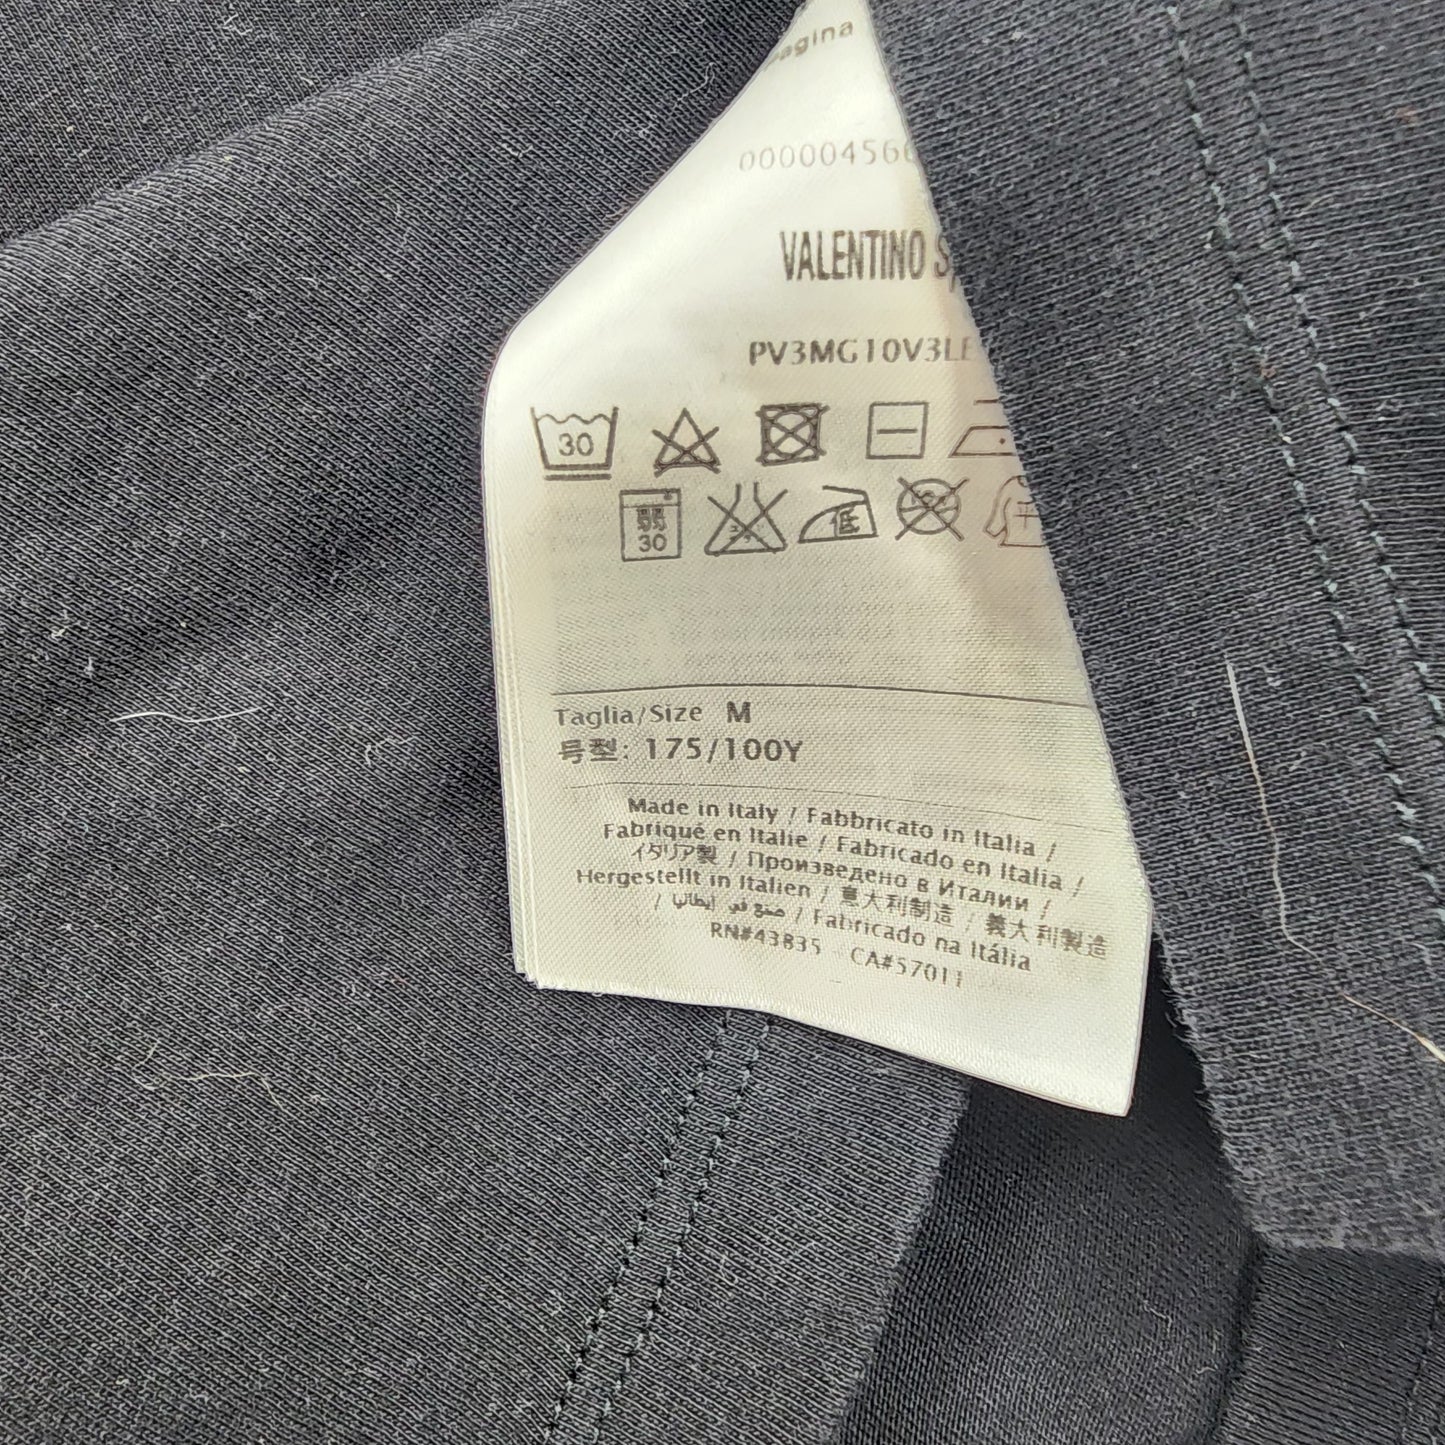 agina
00000456
VALENTINO S
PV3MG10V3LE
30
30 低
Taglia/Size M
号型: 175/100Y
Made in Italy / Fabbricato in Italia /
Fabriqué en Italie / Fabricado en Italia /
イタリア製 / Произведено в Италии /
Hergestellt in Italien / 意大利制造 / 義大利製造
/ صنع في إيطاليا / Fabricado na Itália
RN#43835 - CA#57011